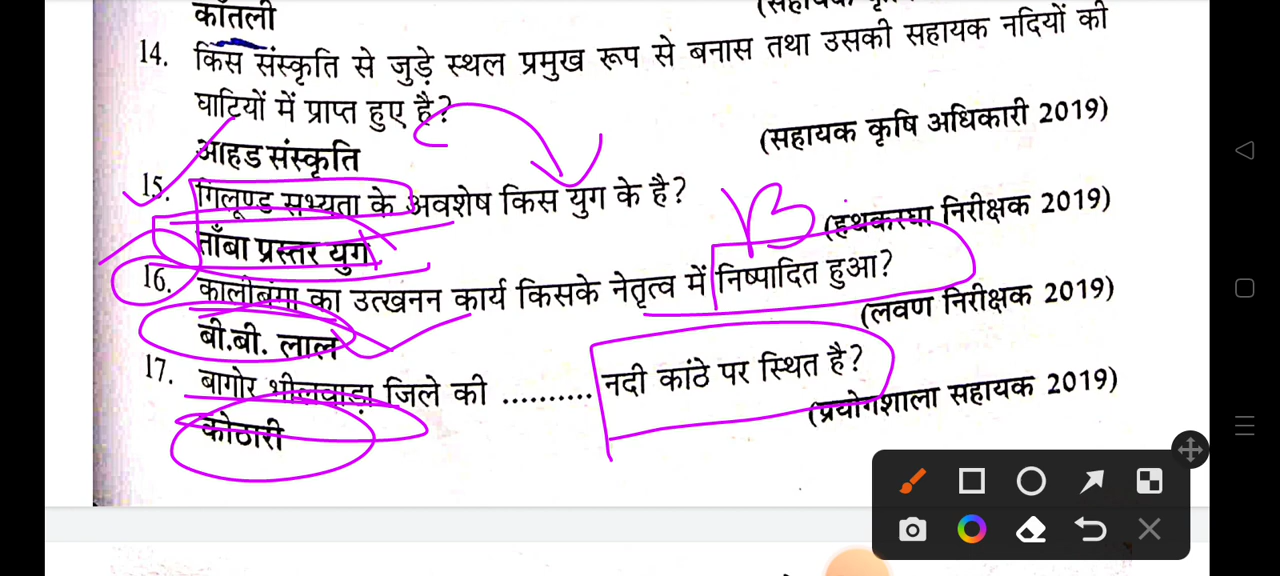 काँतली
(सहायक
14. किस संस्कृति से जुड़े स्थल प्रमुख रूप से बनास तथा उसकी सहायक नदियों की
घाटियों में प्राप्त हुए है?
(सहायक कृषि अधिकारी 2019)
आहड संस्कृति
15. गिलूण्ड सभ्यता के अवशेष किस युग के है?
(हथकरघा निरीक्षक 2019)
ताँबा प्रस्तर युग
16. कालीबंगा का उत्खनन कार्य किसके नेतृत्व में निष्पादित हुआ?
(लवण निरीक्षक 2019)
बी.बी. लाल
17. बागोर भीलवाड़ा जिले की .......... नदी कांठे पर स्थित है?
(प्रयोगशाला सहायक 2019)
कोठारी